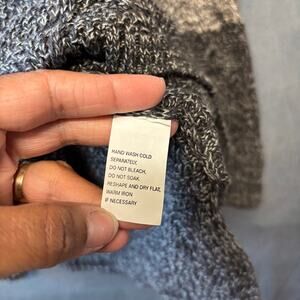 HAND WASH COLD
SEPARATELY.
DO NOT BLEACH,
DO NOT SOAK.
RESHAPE AND DRY FLAT,
WARM IRON
IF NECESSARY